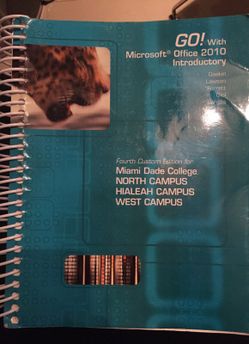 GO! With
Microsoft® Office 2010
Introductory
Gaskin
Lawson
Fourth Custom Edition for
Miami Dade College
NORTH CAMPUS
HIALEAH CAMPUS
WEST CAMPUS